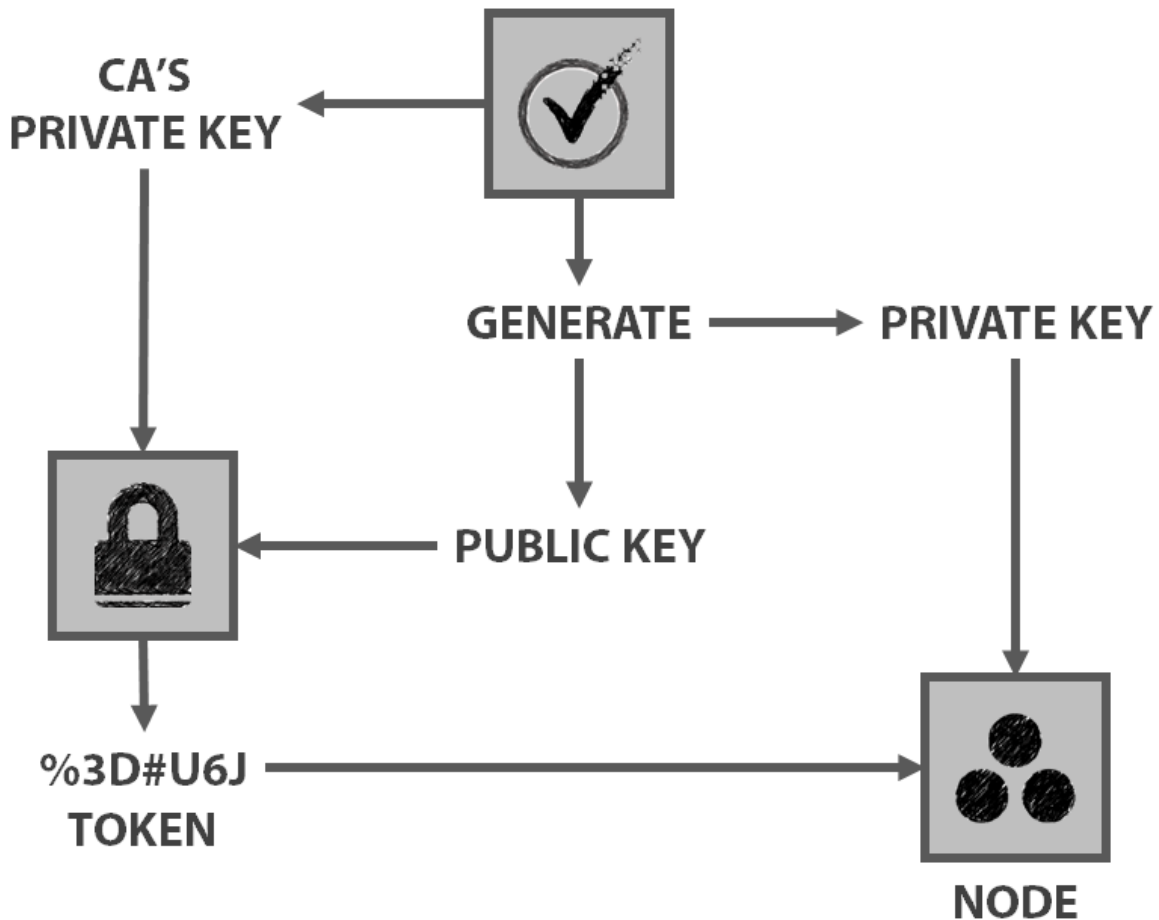 CA'S
PRIVATE KEY
GENERATE
PRIVATE KEY
PUBLIC KEY
%3D#U6J
TOKEN
NODE